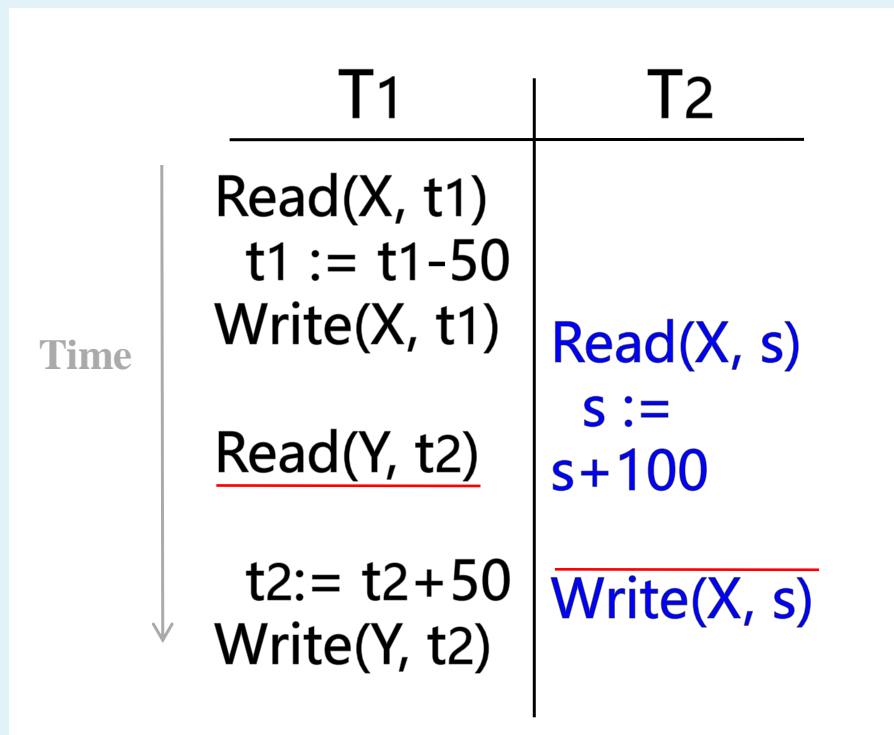 T1
T2
Time
Read(X, t1)
t1 := t1-50
Write(X, t1)
Read(Y, t2)
t2:= t2+50
Write(Y, t2)
Read(X, s)
s :=
s+100
Write(X, s)